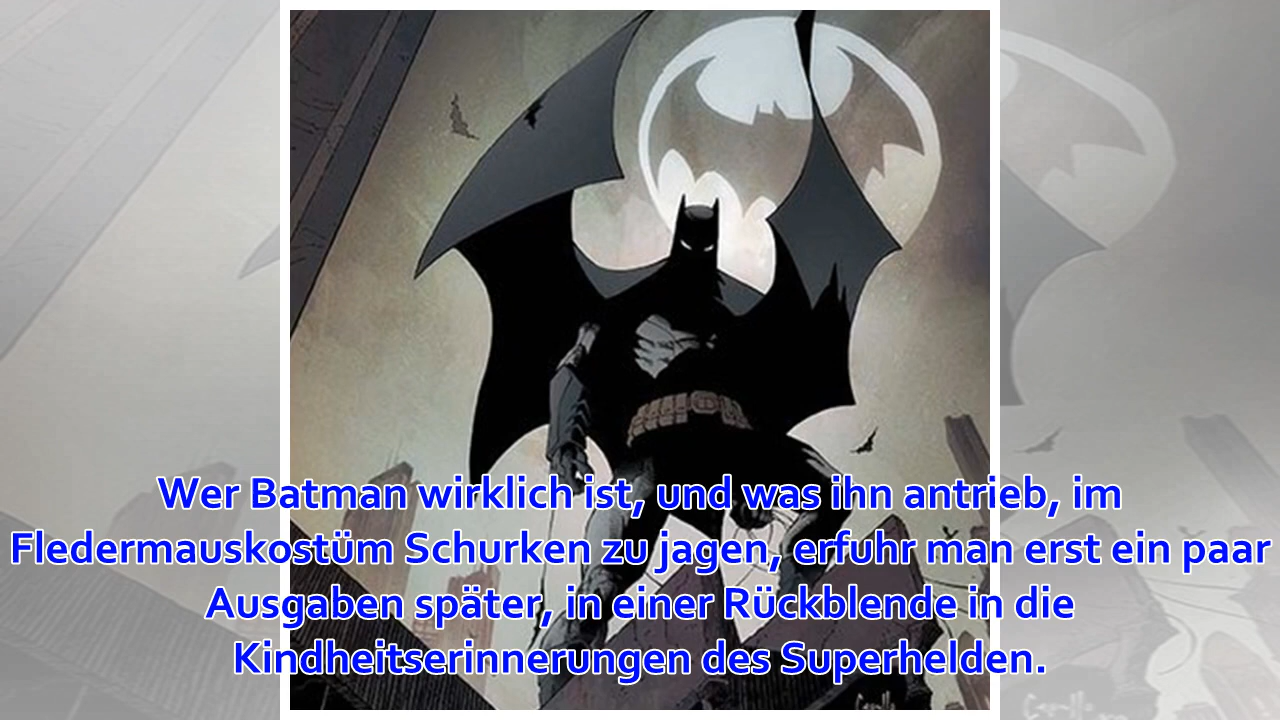 Wer Batman wirklich ist, und was ihn antrieb, im
Fledermauskostüm Schurken zu jagen, erfuhr man erst ein paar
Ausgaben später, in einer Rückblende in die
Kindheitserinnerungen des Superhelden.